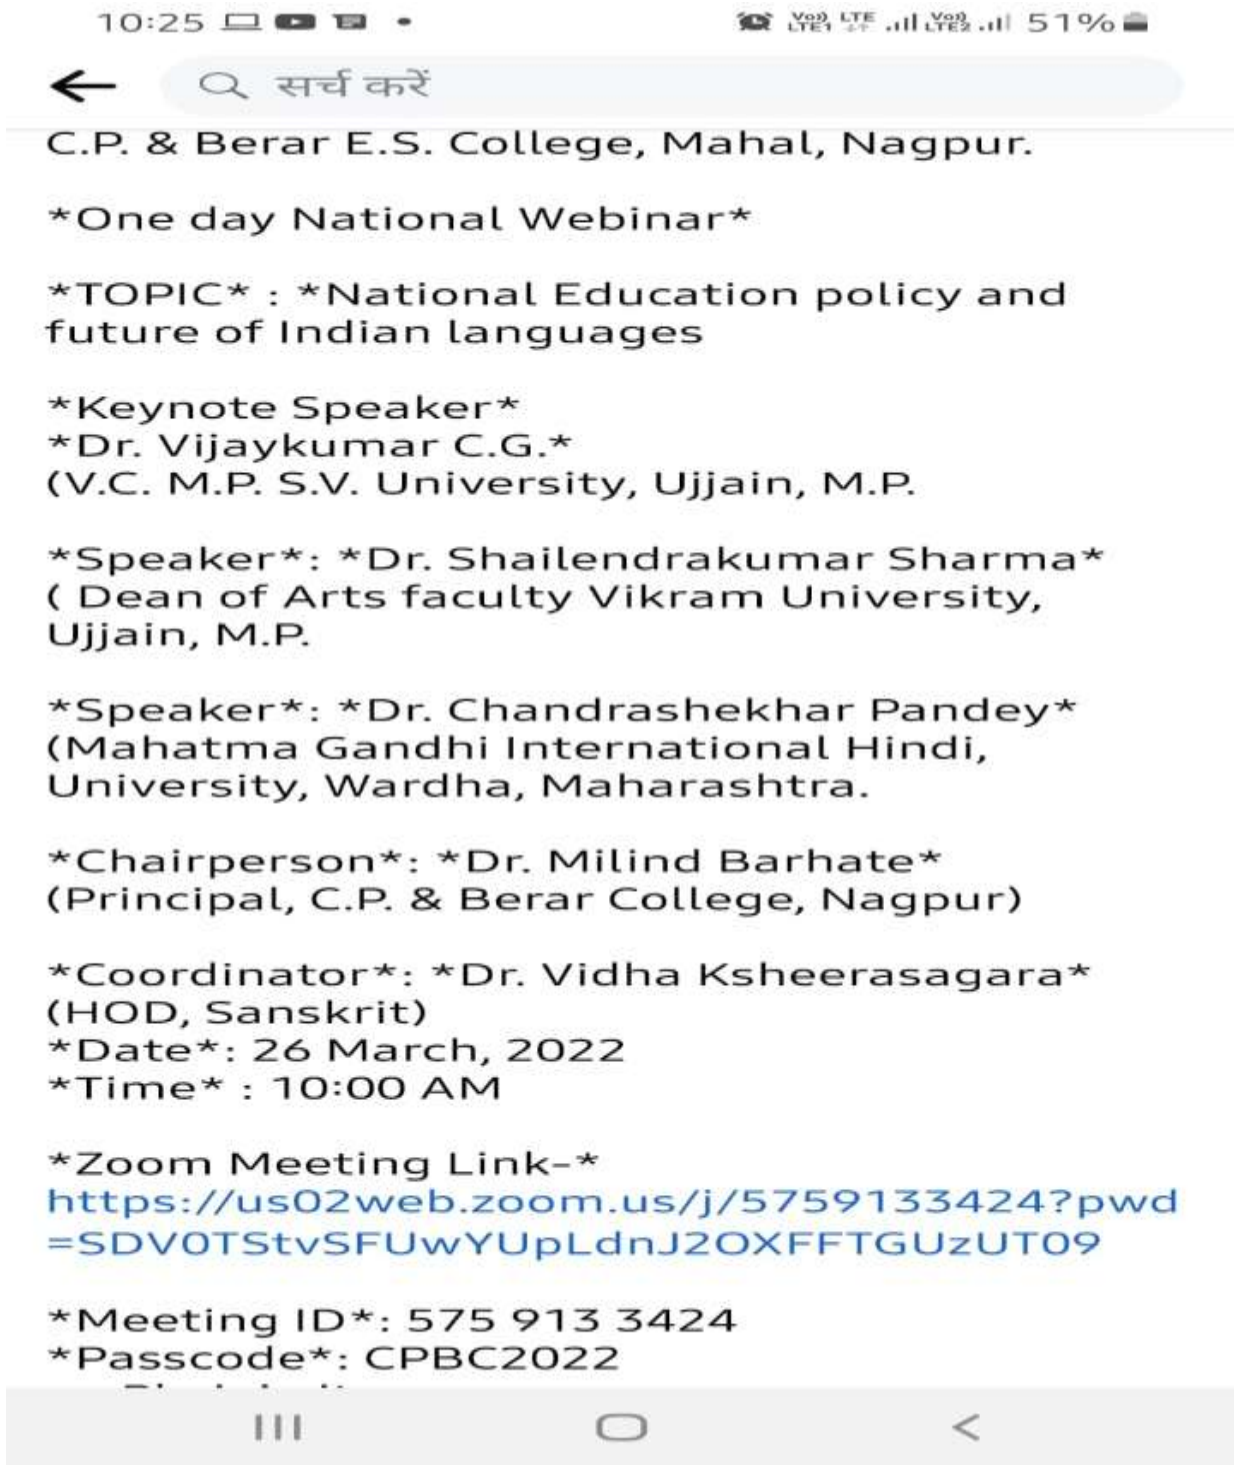 10:25
51%
सर्च करें
C.P. & Berar E.S. College, Mahal, Nagpur.
*One day National Webinar*
*TOPIC* : *National Education policy and
future of Indian languages
*Keynote Speaker*
*Dr. Vijaykumar C.G.*
(V.C. M.P. S.V. University, Ujjain, M.P.
*Speaker*: *Dr. Shailendrakumar Sharma*
( Dean of Arts faculty Vikram University,
Ujjain, M.P.
*Speaker*: *Dr. Chandrashekhar Pandey*
(Mahatma Gandhi International Hindi,
University, Wardha, Maharashtra.
*Chairperson*: *Dr. Milind Barhate*
(Principal, C.P. & Berar College, Nagpur)
*Coordinator*: *Dr. Vidha Ksheerasagara*
(HOD, Sanskrit)
*Date*: 26 March, 2022
*Time* : 10:00 AM
*Zoom Meeting Link-*
https://us02web.zoom.us/j/5759133424?pwd
=SDV0TStvSFUwYUpLdnJ2OXFFTGUzUT09
*Meeting ID*: 575 913 3424
*Passcode*: CPBC2022